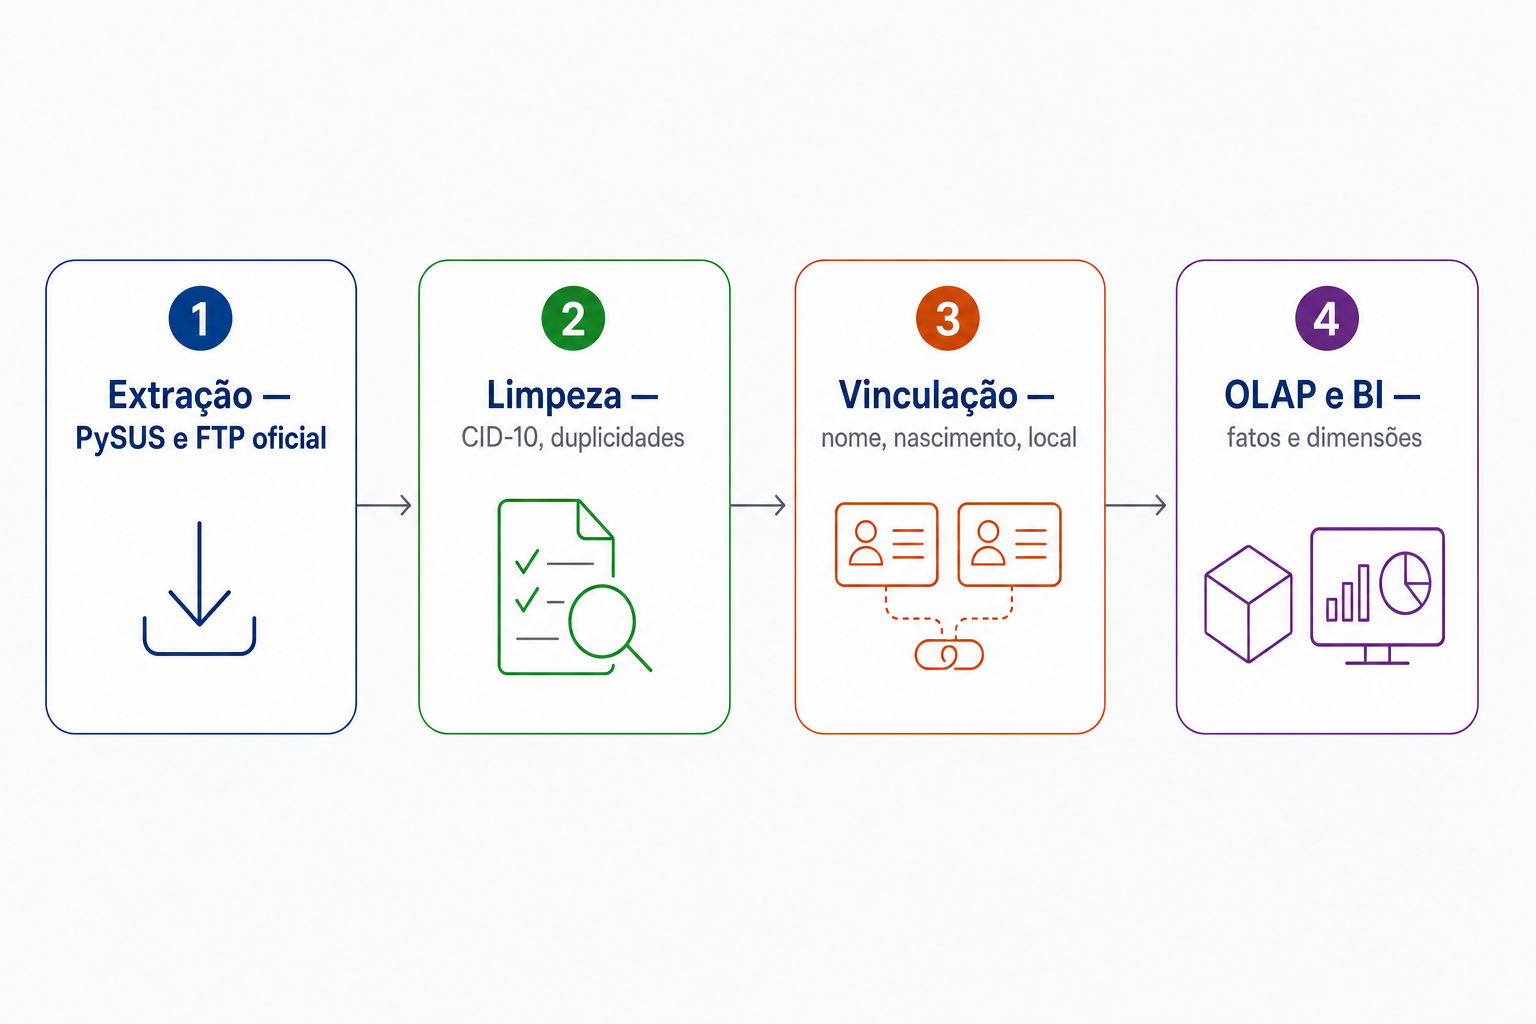 1
Extração —
PySUS e FTP oficial
2
Limpeza —
CID-10, duplicidades
3
Vinculação —
nome, nascimento, local
4
OLAP e BI —
fatos e dimensões